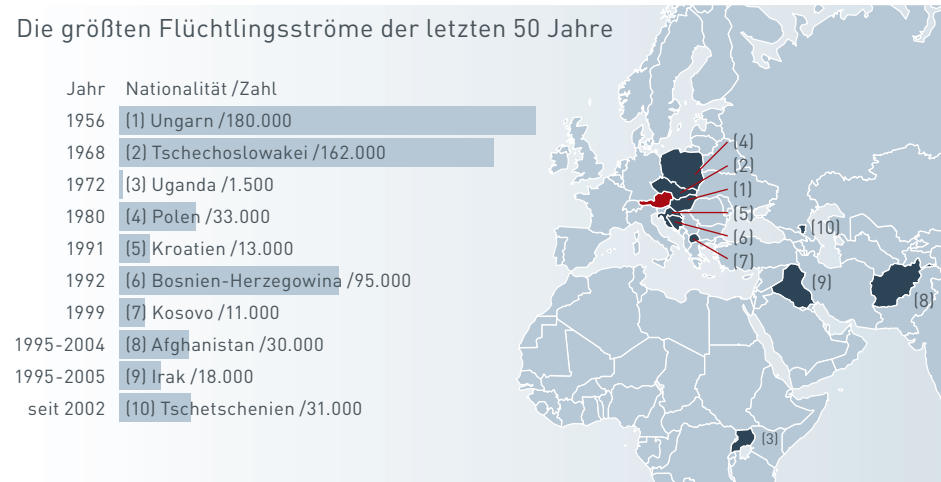 Die größten Flüchtlingsströme der letzten 50 Jahre
Jahr Nationalität /Zahl
1956 (1) Ungarn /180.000
1968 (2) Tschechoslowakei /162.000
1972 (3) Uganda /1.500
1980 (4) Polen /33.000
1991 (5) Kroatien /13.000
1992 (6) Bosnien-Herzegowina /95.000
1999 (7) Kosovo /11.000
1995-2004 (8) Afghanistan /30.000
1995-2005 (9) Irak /18.000
seit 2002 (10) Tschetschenien /31.000
(4)
(2)
(1)
(5)
(10)
(6)
(7)
(9)
(8)
(3)